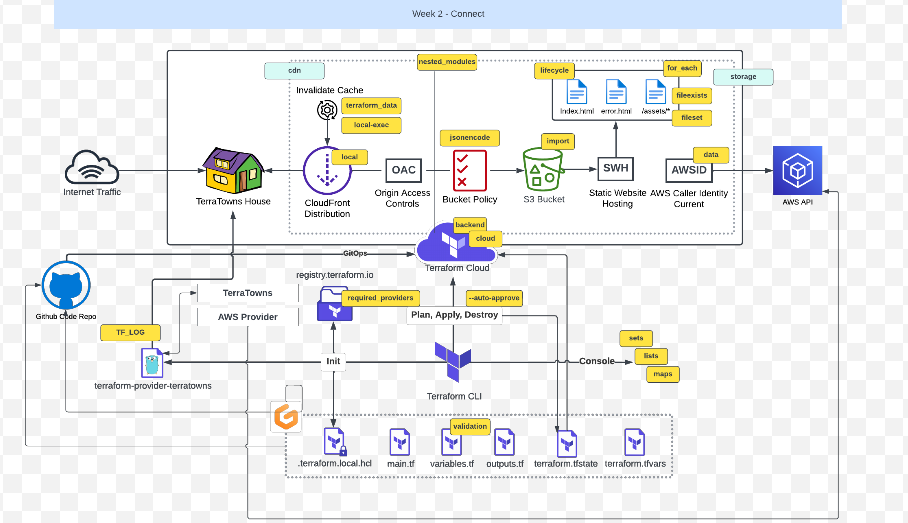 Week 2 - Connect
nested_modules
cdn
lifecycle
for_each
storage
Invalidate Cache
terraform_data
local-exec
Index.html
error.html
/assets/*
fileexists
fileset
jsonencode
import
local
data
OAC
SWH
AWSID
Internet Traffic
TerraTowns House
CloudFront
Distribution
Origin Access
Controls
Bucket Policy
S3 Bucket
Static Website
Hosting
AWS Caller Identity
Current
AWS API
backend
cloud
GitOps
Terraform Cloud
registry.terraform.io
required_providers
--auto-approve
TerraTowns
AWS Provider
Plan, Apply, Destroy
Github Code Repo
TF_LOG
Init
Console
sets
lists
maps
terraform-provider-terratowns
Terraform CLI
validation
.terraform.local.hcl
main.tf
variables.tf
outputs.tf
terraform.tfstate
terraform.tfvars